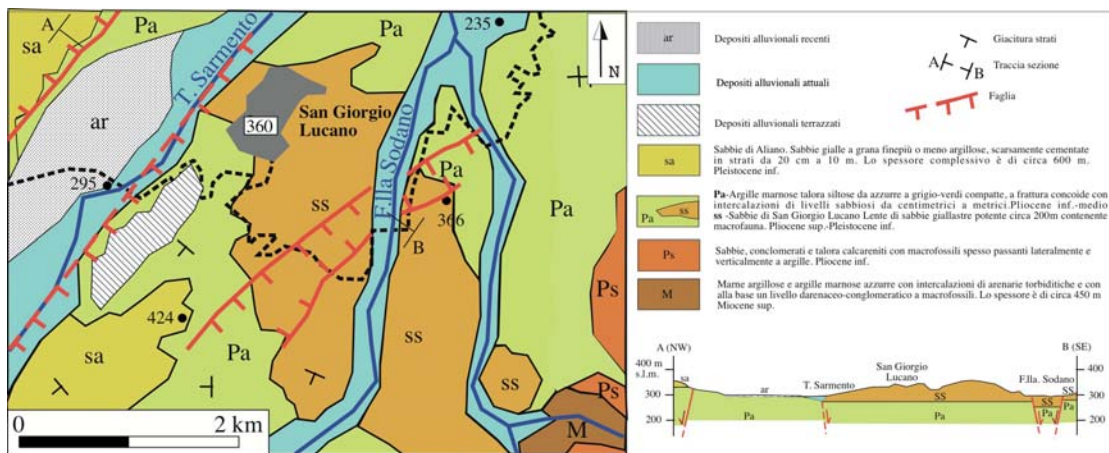 A
Pa
235
sa
T. Sarmento
N
360
San Giorgio
Lucano
ar
F.lla Sodano
Pa
295
Pa
ss
366
Pa
B
424
Pa
sa
ss
ss
Ps
Ps
M
0
2 km
ar
Depositi alluvionali recenti
Depositi alluvionali attuali
Depositi alluvionali terrazzati
Giacitura strati
A
B
Traccia sezione
Faglia
sa
Sabbie di Aliano. Sabbie gialle a grana finepiù o meno argillose, scarsamente cementate
in strati da 20 cm a 10 m. Lo spessore complessivo è di circa 600 m.
Pleistocene inf.
Pa
ss
Pa-Argille marnose talora siltose da azzurre a grigio-verdi compatte, a frattura concoide con
intercalazioni di livelli sabbiosi da centimetrici a metrici.Pliocene inf.-medio
ss -Sabbie di San Giorgio Lucano Lente di sabbie giallastre potente circa 200m contenente
macrofauna. Pliocene sup.-Pleistocene inf.
Ps
Sabbie, conclomerati e talora calcareniti con macrofossili spesso passanti lateralmente e
verticalmente a argille. Pliocene inf.
M
Marne argillose e argille marnose azzurre con intercalazioni di arenarie torbiditiche e con
alla base un livello darenaceo-conglomeratico a macrofossili. Lo spessore è di circa 450 m
Miocene sup.
A (NW)
B (SE)
400 m
s.l.m.
300
200
sa
ar
T. Sarmento
San Giorgio
Lucano
F.lla. Sodano
ss
ss
ss
Pa
Pa
Pa
Pa
400
300
200